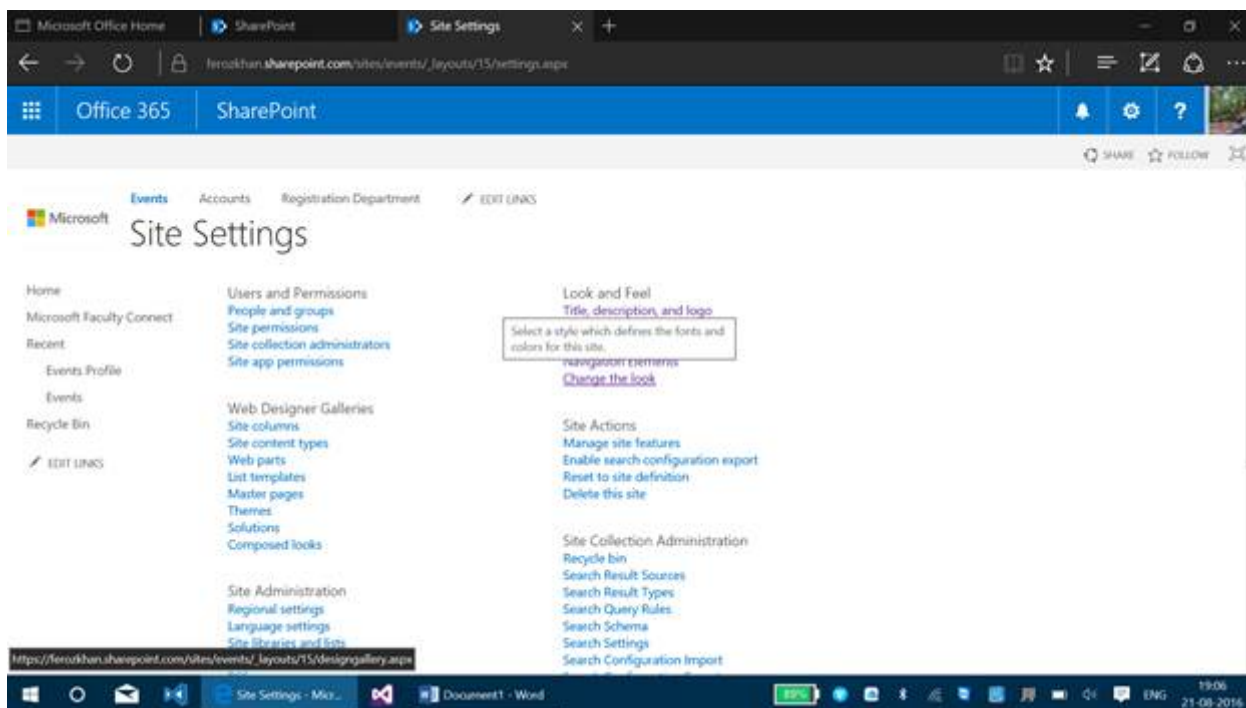 Microsoft Office Home
SharePoint
Site Settings
ferozkhan.sharepoint.com/sites/events/_layouts/15/settings.aspx
Office 365
SharePoint
?
SHARE
FOLLOW
Microsoft
Events
Accounts
Registration Department
EDIT LINKS
Site Settings
Home
Microsoft Faculty Connect
Recent
Events Profile
Events
Recycle Bin
EDIT LINKS
Users and Permissions
People and groups
Site permissions
Site collection administrators
Site app permissions
Web Designer Galleries
Site columns
Site content types
Web parts
List templates
Master pages
Themes
Solutions
Composed looks
Site Administration
Regional settings
Language settings
Site libraries and lists
Look and Feel
Title, description, and logo
Select a style which defines the fonts and
colors for this site.
Navigation Elements
Change the look
Site Actions
Manage site features
Enable search configuration export
Reset to site definition
Delete this site
Site Collection Administration
Recycle bin
Search Result Sources
Search Result Types
Search Query Rules
Search Schema
Search Settings
Search Configuration Import
https://ferozkhan.sharepoint.com/sites/events/_layouts/15/designgallery.aspx
Site Settings - Micr...
Document1 - Word
ENG
19:06
21-08-2016